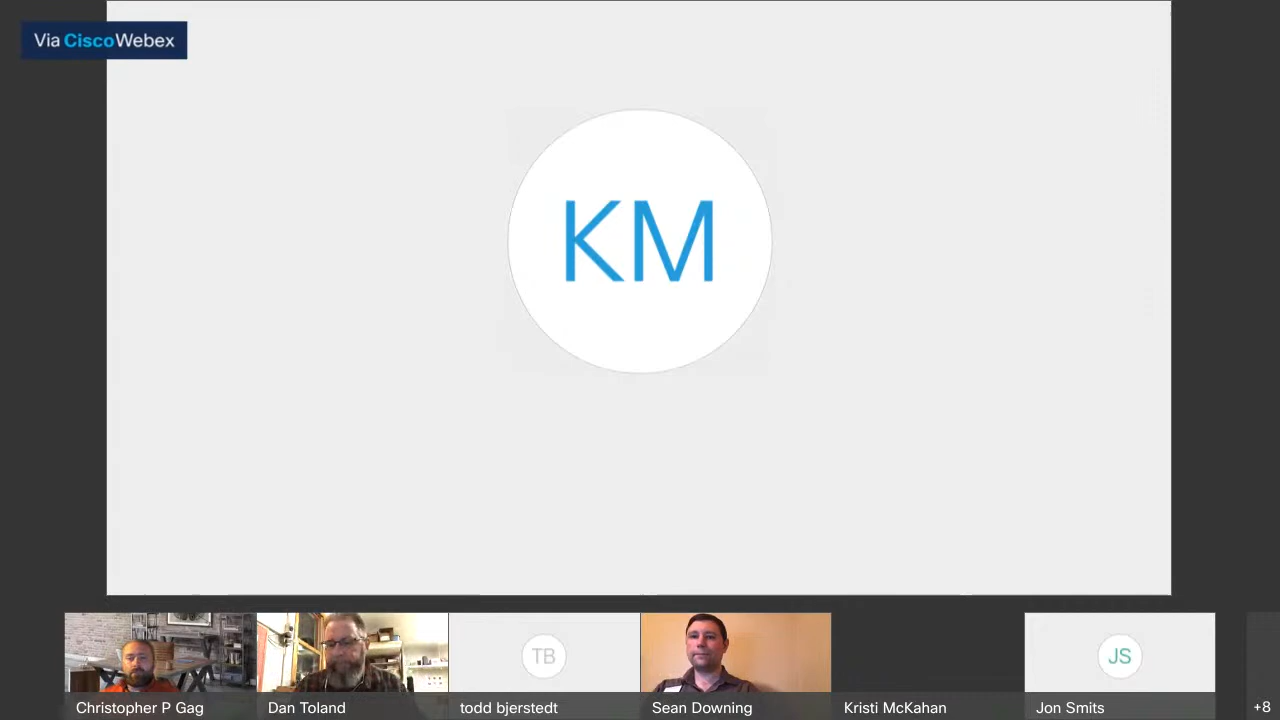 Via CiscoWebex
KM
TB
JS
Christopher P Gag
Dan Toland
todd bjerstedt
Sean Downing
Kristi McKahan
Jon Smits
+8